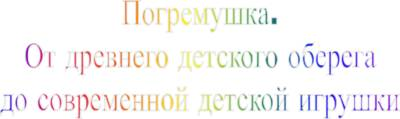 Погремушка.
От древнего детского оберега
до современной детской игрушки